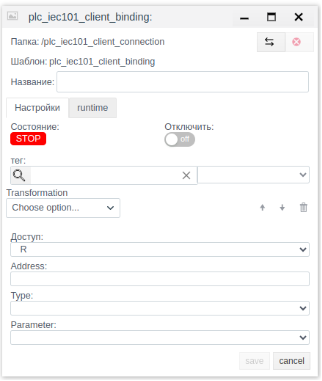 plc_iec101_client_binding:
Папка: /plc_iec101_client_connection
Шаблон: plc_iec101_client_binding
Название:
Настройки runtime
Состояние: Отключить:
STOP off
тег:
Transformation
Choose option...
Доступ:
R
Address:
Type:
Parameter:
save cancel